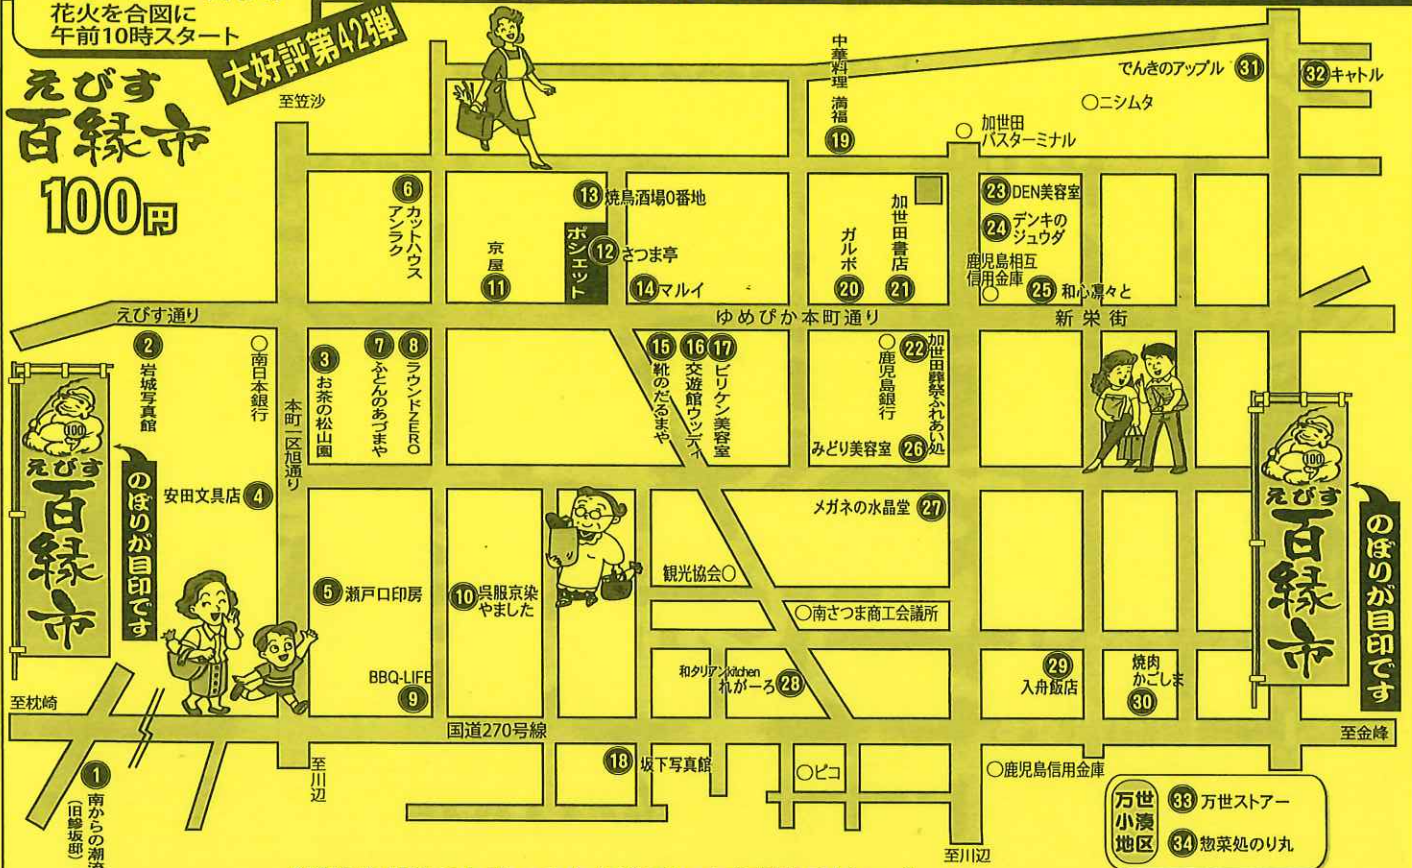 花火を合図に
午前10時スタート
大好評第42弾
えびす
百縁市
100円
至笠沙
中華料理 満福
19
でんきのアップル 31
32 キャトル
○ニシムタ
○ 加世田
バスターミナル
6
カットハウス
アンラク
13 焼鳥酒場0番地
ポシェット
12 さつま亭
京屋
11
14 マルイ
ガルボ
20
加世田書店
21
23 DEN美容室
24 デンキの
ジュウダ
鹿児島相互
信用金庫
○
25 和心凛々と
えびす通り
ゆめぴか本町通り
新栄街
2
岩城写真館
○南日本銀行
本町一区旭通り
3
お茶の松山園
7
ふとんのあづまや
8
ラウンドZERO
15
靴のだるまや
16
交遊館ウッディ
17
ビリケン美容室
○鹿児島銀行
22
加世田葬祭ふれあい処
みどり美容室 26
100
えびす
百縁市
のぼりが目印です
安田文具店 4
メガネの水晶堂 27
100
えびす
百縁市
のぼりが目印です
5 瀬戸口印房
10 呉服京染
やました
観光協会○
○南さつま商工会議所
BBQ-LIFE
9
和タリアンkitchen
れがーろ 28
29
入舟飯店
焼肉
かごしま
30
至枕崎
国道270号線
至金峰
1
南からの潮流
(旧鰺坂邸)
至川辺
18 坂下写真館
○ピコ
○鹿児島信用金庫
至川辺
万世
小湊
地区
33 万世ストアー
34 惣菜処のり丸